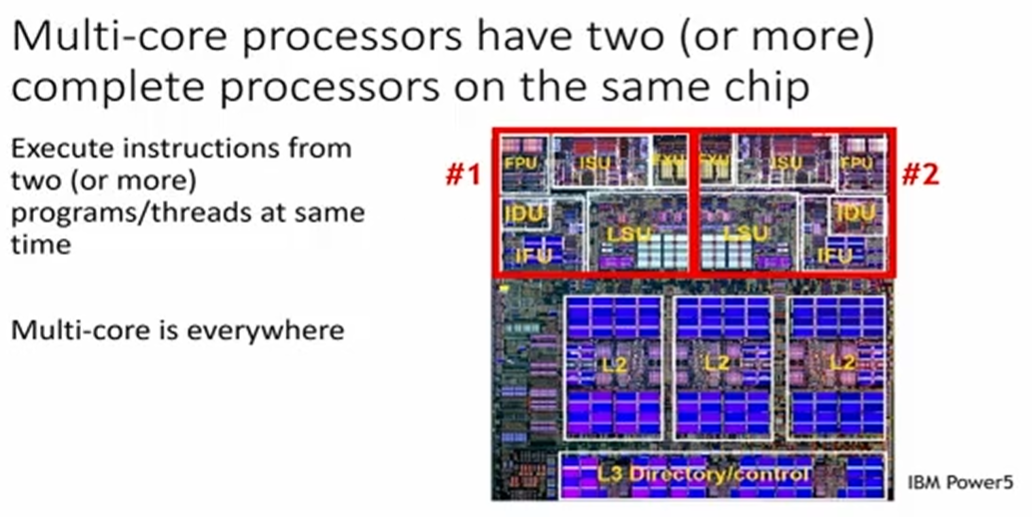 Multi-core processors have two (or more)
complete processors on the same chip
Execute instructions from
two (or more)
programs/threads at same
time
Multi-core is everywhere
#1
#2
FPU ISU FXU FXU ISU FPU
IDU LSU LSU IDU
IFU IFU
L2 L2 L2
L3 Directory/control
IBM Power5